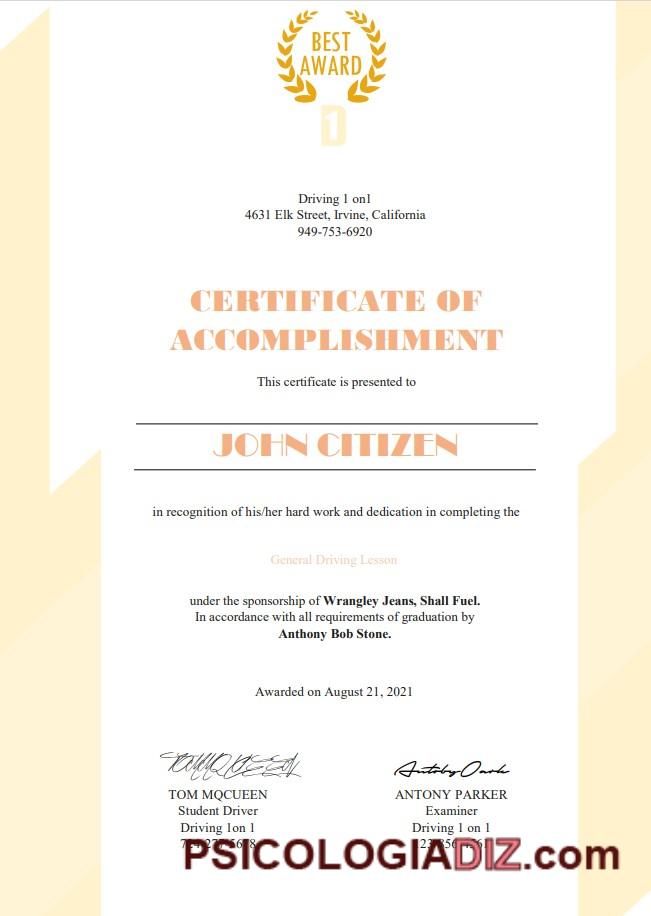 BEST
AWARD
1
Driving 1 on1
4631 Elk Street, Irvine, California
949-753-6920
CERTIFICATE OF
ACCOMPLISHMENT
This certificate is presented to
JOHN CITIZEN
in recognition of his/her hard work and dedication in completing the
General Driving Lesson
under the sponsorship of Wrangley Jeans, Shall Fuel.
In accordance with all requirements of graduation by
Anthony Bob Stone.
Awarded on August 21, 2021
TOM MQCUEEN
Student Driver
Driving 1on 1
ANTONY PARKER
Examiner
Driving 1 on 1
PSICOLOGIADIZ.com